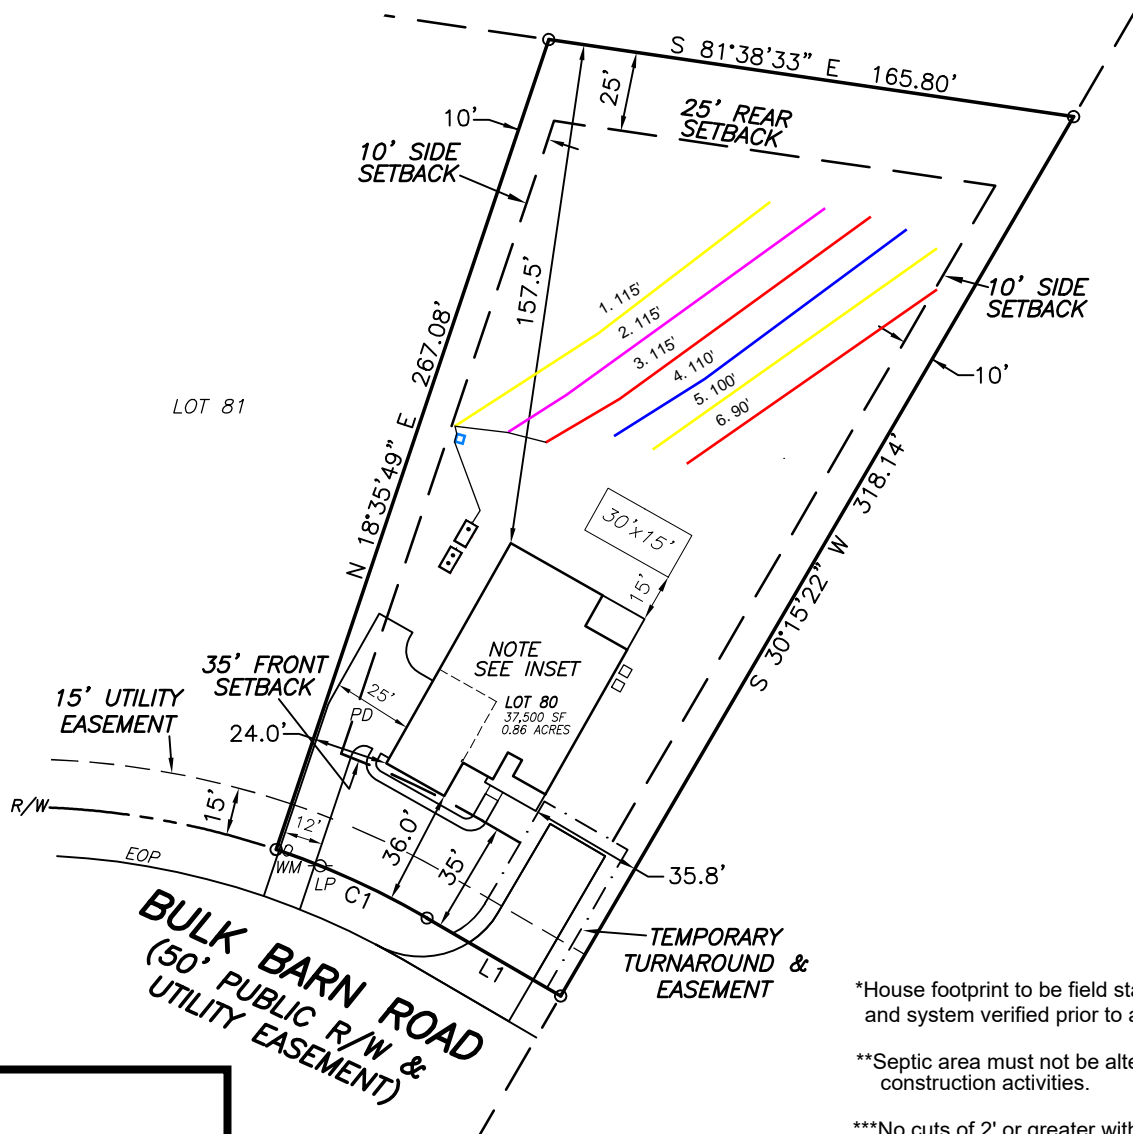 S 81°38'33" E 165.80'
25'
25' REAR
SETBACK
10'
10' SIDE
SETBACK
157.5'
10' SIDE
SETBACK
10'
1. 115'
2. 115'
3. 115'
4. 110'
5. 100'
6. 90'
N 18°35'49" E 267.08'
LOT 81
S 30°15'22" W 318.14'
30'x15'
15'
NOTE
SEE INSET
LOT 80
37,500 SF
0.86 ACRES
35' FRONT
SETBACK
25'
PD
15' UTILITY
EASEMENT
24.0'
R/W
15'
12'
EOP
WM
LP
C1
36.0'
35'
35.8'
L1
TEMPORARY
TURNAROUND &
EASEMENT
BULK BARN ROAD
(50' PUBLIC R/W &
UTILITY EASEMENT)
*House footprint to be field sta
and system verified prior to a
**Septic area must not be alte
construction activities.
***No cuts of 2' or greater with